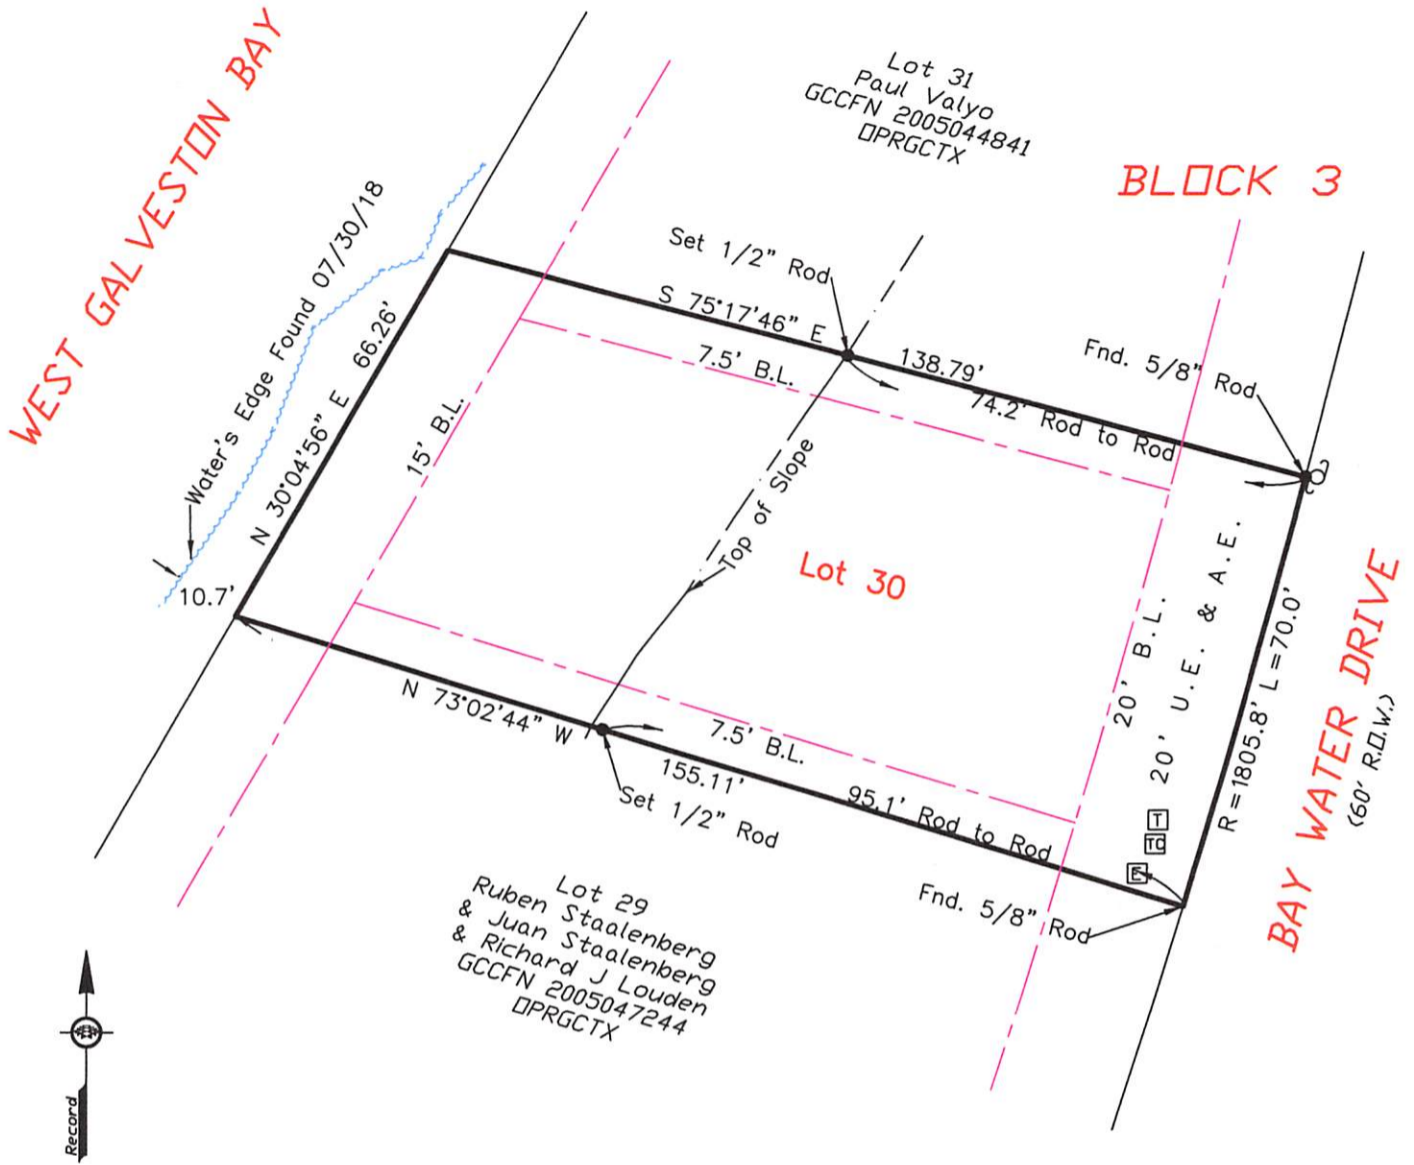 WEST GALVESTON BAY
Lot 31
Paul Valyo
GCCFN 2005044841
OPRGCTX
BLOCK 3
Water's Edge Found 07/30/18
Set 1/2" Rod
S 75°17'46" E
138.79'
7.5' B.L.
74.2' Rod to Rod
Fnd. 5/8" Rod
N 30°04'56" E 66.26'
15' B.L.
Top of Slope
Lot 30
10.7'
20' B.L.
20' U.E. & A.E.
R=1805.8' L=70.0'
BAY WATER DRIVE
(60' R.O.W.)
N 73°02'44" W
155.11'
7.5' B.L.
95.1' Rod to Rod
Set 1/2" Rod
T
TC
E
Fnd. 5/8" Rod
Lot 29
Ruben Staalenberg
& Juan Staalenberg
& Richard J Louden
GCCFN 2005047244
OPRGCTX
Record